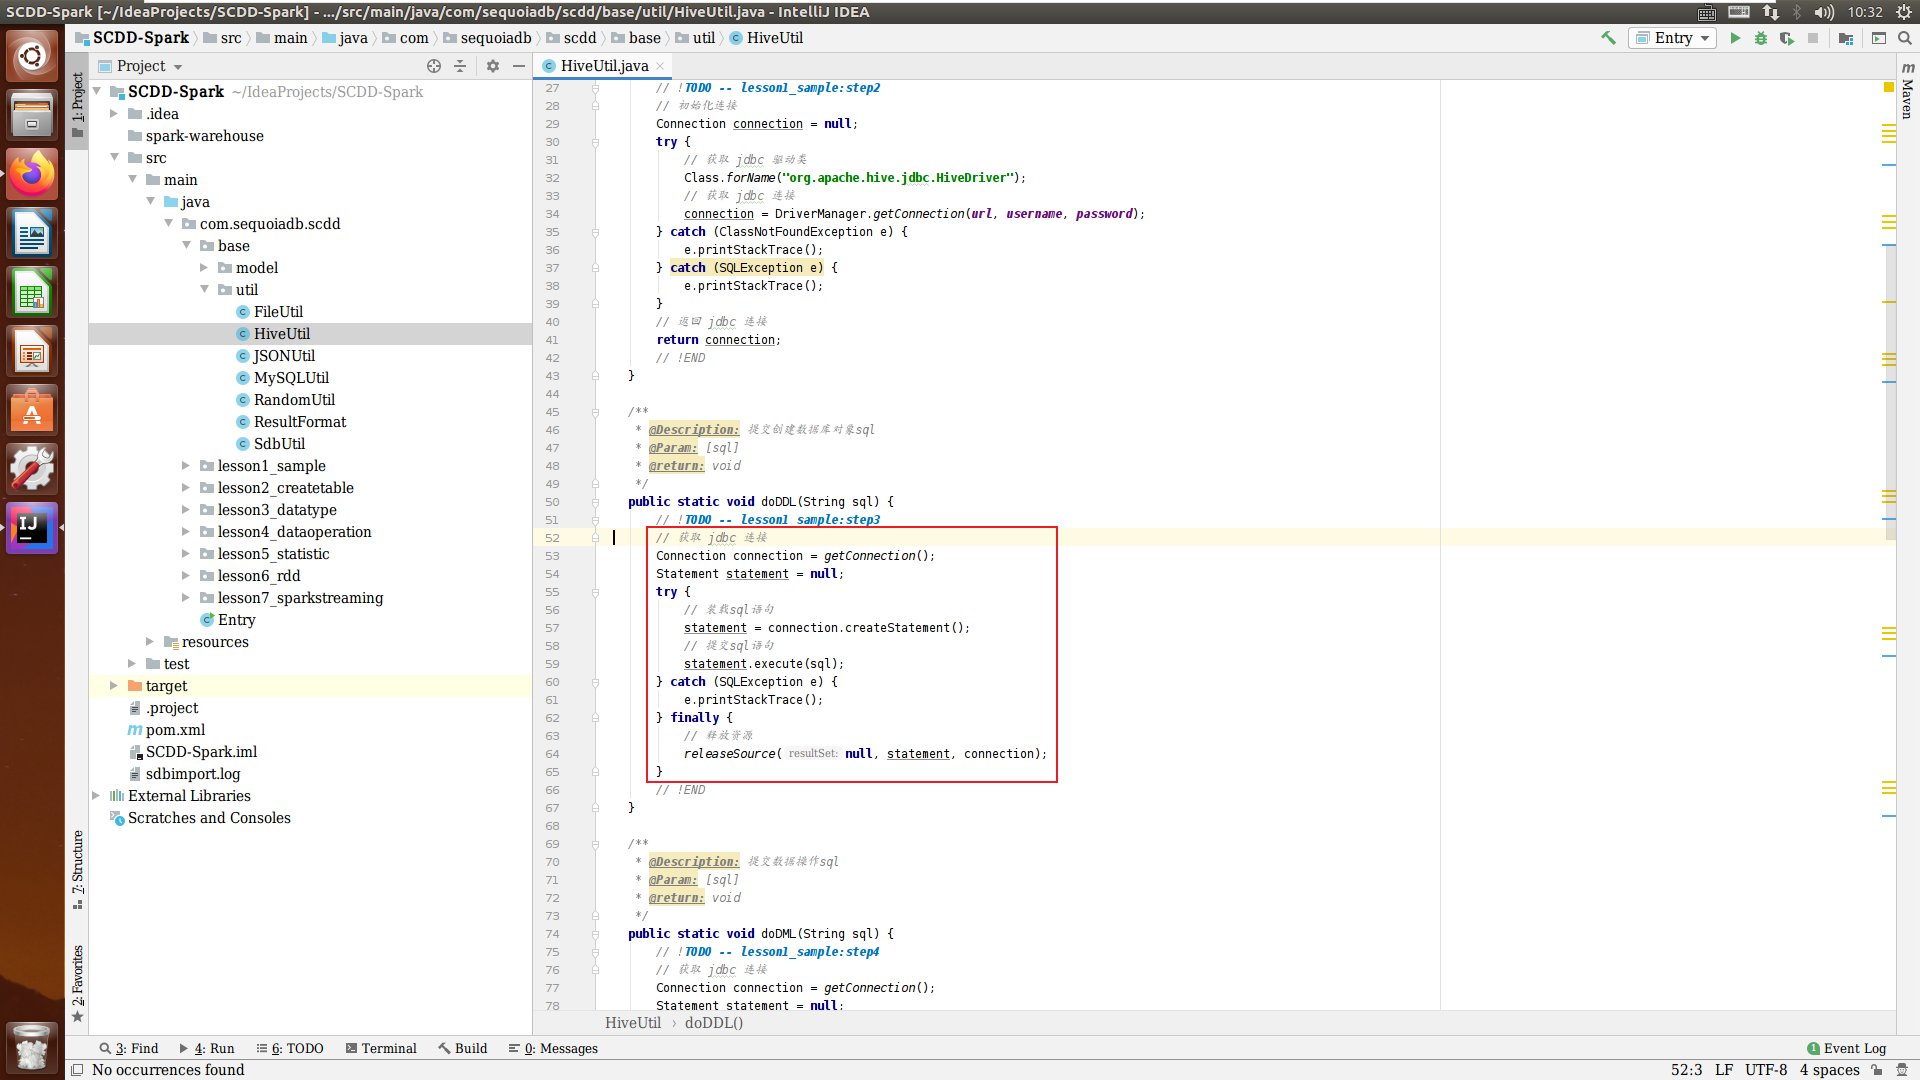 SCDD-Spark [~/IdeaProjects/SCDD-Spark] - .../src/main/java/com/sequoiadb/scdd/base/util/HiveUtil.java - IntelliJ IDEA
10:32
SCDD-Spark src main java com sequoiadb scdd base util HiveUtil
Entry
Project
HiveUtil.java
1: Project
Maven
SCDD-Spark ~/IdeaProjects/SCDD-Spark
.idea
spark-warehouse
src
main
java
com.sequoiadb.scdd
base
model
util
FileUtil
HiveUtil
JSONUtil
MySQLUtil
RandomUtil
ResultFormat
SdbUtil
lesson1_sample
lesson2_createtable
lesson3_datatype
lesson4_dataoperation
lesson5_statistic
lesson6_rdd
lesson7_sparkstreaming
Entry
resources
test
target
.project
pom.xml
SCDD-Spark.iml
sdbimport.log
External Libraries
Scratches and Consoles
7: Structure
2: Favorites
27 // !TODO -- lesson1_sample:step2
28 // 初始化连接
29 Connection connection = null;
30 try {
31 // 获取 jdbc 驱动类
32 Class.forName("org.apache.hive.jdbc.HiveDriver");
33 // 获取 jdbc 连接
34 connection = DriverManager.getConnection(url, username, password);
35 } catch (ClassNotFoundException e) {
36 e.printStackTrace();
37 } catch (SQLException e) {
38 e.printStackTrace();
39 }
40 // 返回 jdbc 连接
41 return connection;
42 // !END
43 }
44
45 /**
46 * @Description: 提交创建数据库对象sql
47 * @Param: [sql]
48 * @return: void
49 */
50 public static void doDDL(String sql) {
51 // !TODO -- lesson1_sample:step3
52 // 获取 jdbc 连接
53 Connection connection = getConnection();
54 Statement statement = null;
55 try {
56 // 装载sql语句
57 statement = connection.createStatement();
58 // 提交sql语句
59 statement.execute(sql);
60 } catch (SQLException e) {
61 e.printStackTrace();
62 } finally {
63 // 释放资源
64 releaseSource( resultSet: null, statement, connection);
65 }
66 // !END
67 }
68
69 /**
70 * @Description: 提交数据操作sql
71 * @Param: [sql]
72 * @return: void
73 */
74 public static void doDML(String sql) {
75 // !TODO -- lesson1_sample:step4
76 // 获取 jdbc 连接
77 Connection connection = getConnection();
78 Statement statement = null;
HiveUtil › doDDL()
3: Find 4: Run 6: TODO Terminal Build 0: Messages
1 Event Log
No occurrences found
52:3 LF UTF-8 4 spaces